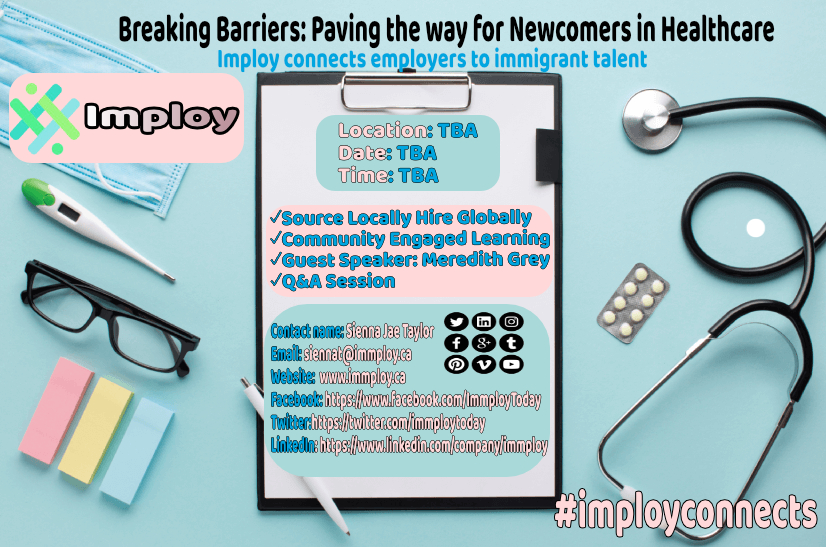 Breaking Barriers: Paving the way for Newcomers in Healthcare
Imploy connects employers to immigrant talent
Imploy
Location: TBA
Date: TBA
Time: TBA
✓Source Locally Hire Globally
✓Community Engaged Learning
✓Guest Speaker: Meredith Grey
✓Q&A Session
Contact name: Sienna Jae Taylor
Email: siennat@immploy.ca
Website: www.immploy.ca
Facebook: https://www.facebook.com/ImmployToday
Twitter:https://twitter.com/immploytoday
LinkedIn: https://www.linkedin.com/company/immploy
#imployconnects